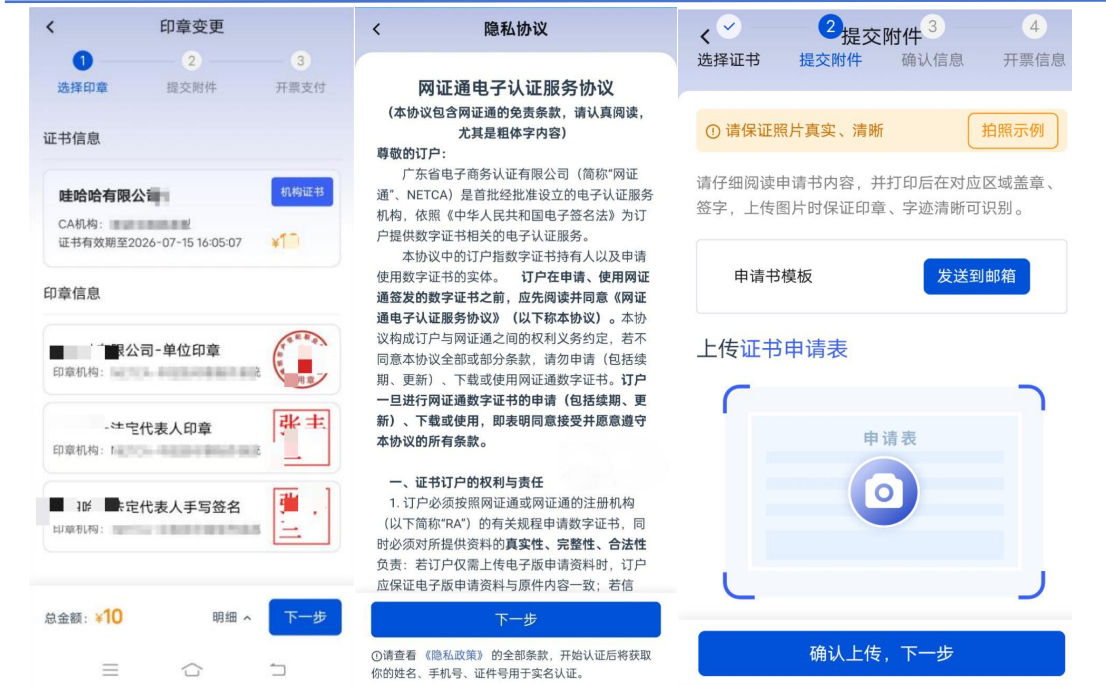 印章变更
1
2
3
选择印章
提交附件
开票支付
证书信息
哇哈哈有限公司
机构证书
CA机构:
证书有效期至2026-07-15 16:05:07
¥1
印章信息
限公司-单位印章
印章机构:
法定代表人印章
印章机构:
张
定代表人手写签名
印章机构:
总金额: ¥10
明细
下一步
隐私协议
网证通电子认证服务协议
(本协议包含网证通的免责条款,请认真阅读,
尤其是粗体字内容)
尊敬的订户:
广东省电子商务认证有限公司(简称“网证
通”、NETCA)是首批经批准设立的电子认证服务
机构,依照《中华人民共和国电子签名法》为订
户提供数字证书相关的电子认证服务。
本协议中的订户指数字证书持有人以及申请
使用数字证书的实体。 订户在申请、使用网证
通签发的数字证书之前,应先阅读并同意《网证
通电子认证服务协议》(以下称本协议)。本协
议构成订户与网证通之间的权利义务约定,若不
同意本协议全部或部分条款,请勿申请(包括续
期、更新)、下载或使用网证通数字证书。订户
一旦进行网证通数字证书的申请(包括续期、更
新)、下载或使用,即表明同意接受并愿意遵守
本协议的所有条款。
一、证书订户的权利与责任
1. 订户必须按照网证通或网证通的注册机构
(以下简称“RA”)的有关规程申请数字证书,同
时必须对所提供资料的真实性、完整性、合法性
负责:若订户仅需上传电子版申请资料时,订户
应保证电子版申请资料与原件内容一致;若信
下一步
请查看 《隐私政策》 的全部条款,开始认证后将获取
你的姓名、手机号、证件号用于实名认证。
2
提交附件
3
4
选择证书
提交附件
确认信息
开票信息
请保证照片真实、清晰
拍照示例
请仔细阅读申请书内容,并打印后在对应区域盖章、
签字,上传图片时保证印章、字迹清晰可识别。
申请书模板
发送到邮箱
上传证书申请表
申请表
确认上传,下一步